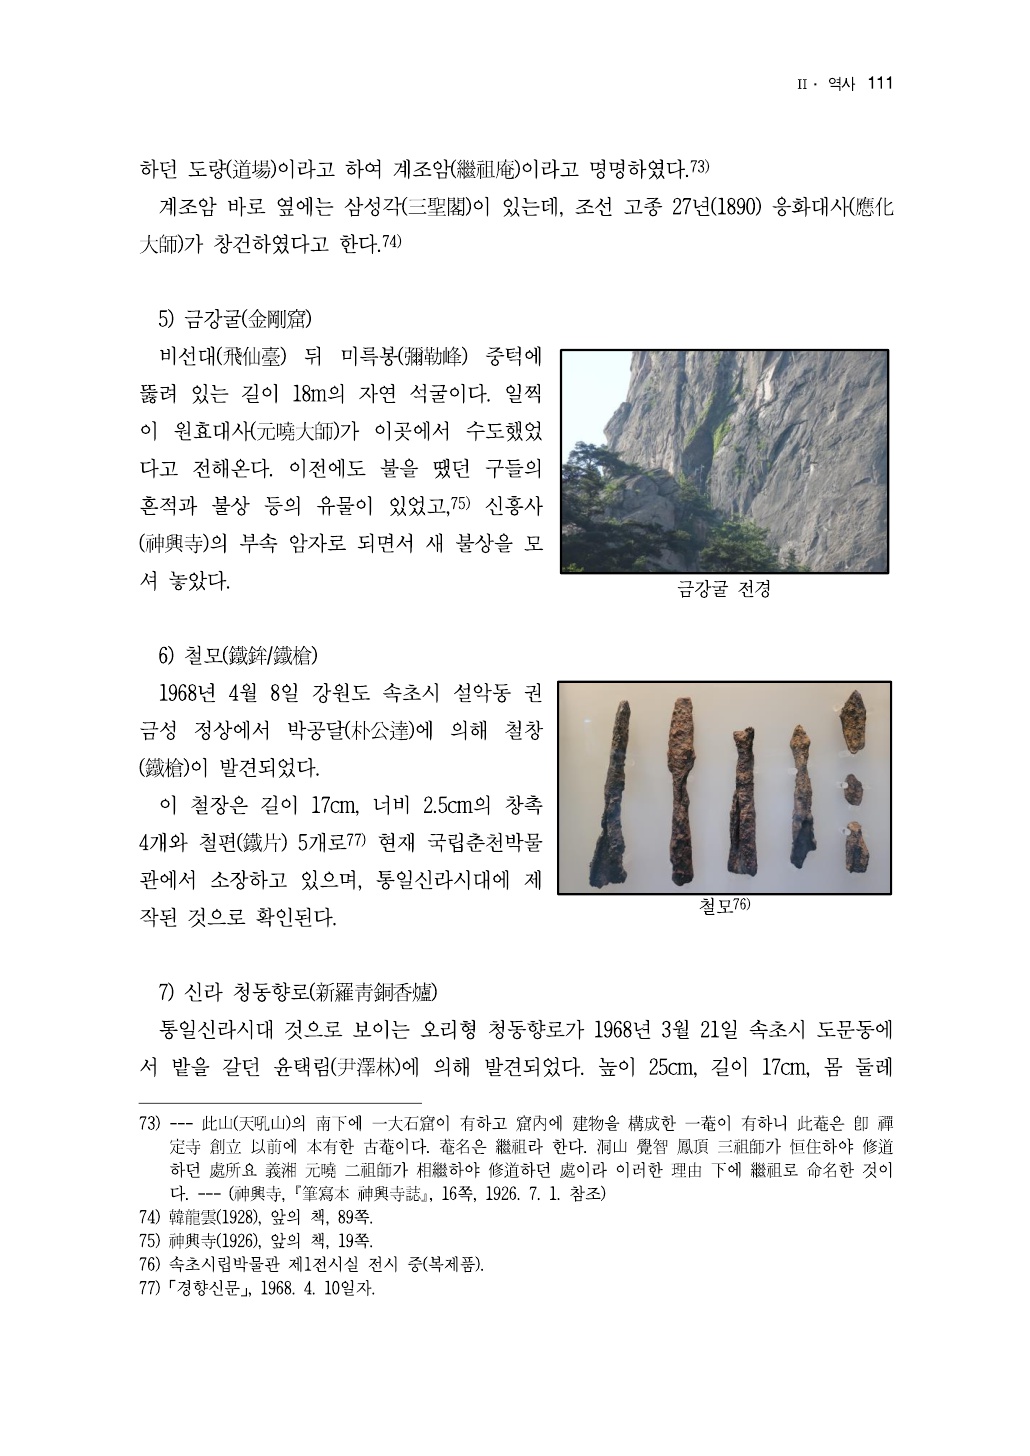 II · 역사 111
하던 도량(道場)이라고 하여 계조암(繼祖庵)이라고 명명하였다.73)
계조암 바로 옆에는 삼성각(三聖閣)이 있는데, 조선 고종 27년(1890) 응화대사(應化
大師)가 창건하였다고 한다.74)
5) 금강굴(金剛窟)
비선대(飛仙臺) 뒤 미륵봉(彌勒峰) 중턱에
뚫려 있는 길이 18m의 자연 석굴이다. 일찍
이 원효대사(元曉大師)가 이곳에서 수도했었
다고 전해온다. 이전에도 불을 땠던 구들의
흔적과 불상 등의 유물이 있었고,75) 신흥사
(神興寺)의 부속 암자로 되면서 새 불상을 모
셔 놓았다.
금강굴 전경
6) 철모(鐵鉾/鐵槍)
1968년 4월 8일 강원도 속초시 설악동 권
금성 정상에서 박공달(朴公達)에 의해 철창
(鐵槍)이 발견되었다.
이 철장은 길이 17cm, 너비 2.5cm의 창촉
4개와 철편(鐵片) 5개로77) 현재 국립춘천박물
관에서 소장하고 있으며, 통일신라시대에 제
작된 것으로 확인된다.
철모76)
7) 신라 청동향로(新羅靑銅香爐)
통일신라시대 것으로 보이는 오리형 청동향로가 1968년 3월 21일 속초시 도문동에
서 밭을 갈던 윤택림(尹澤林)에 의해 발견되었다. 높이 25cm, 길이 17cm, 몸 둘레
73) --- 此山(天吼山)의 南下에 一大石窟이 有하고 窟內에 建物을 構成한 一菴이 有하니 此菴은 卽 禪
定寺 創立 以前에 本有한 古菴이다. 菴名은 繼祖라 한다. 洞山 覺智 鳳頂 三祖師가 恒住하야 修道
하던 處所요 義湘 元曉 二祖師가 相繼하야 修道하던 處이라 이러한 理由 下에 繼祖로 命名한 것이
다. --- (神興寺,『筆寫本 神興寺誌』, 16쪽, 1926. 7. 1. 참조)
74) 韓龍雲(1928), 앞의 책, 89쪽.
75) 神興寺(1926), 앞의 책, 19쪽.
76) 속초시립박물관 제1전시실 전시 중(복제품).
77)「경향신문」, 1968. 4. 10일자.